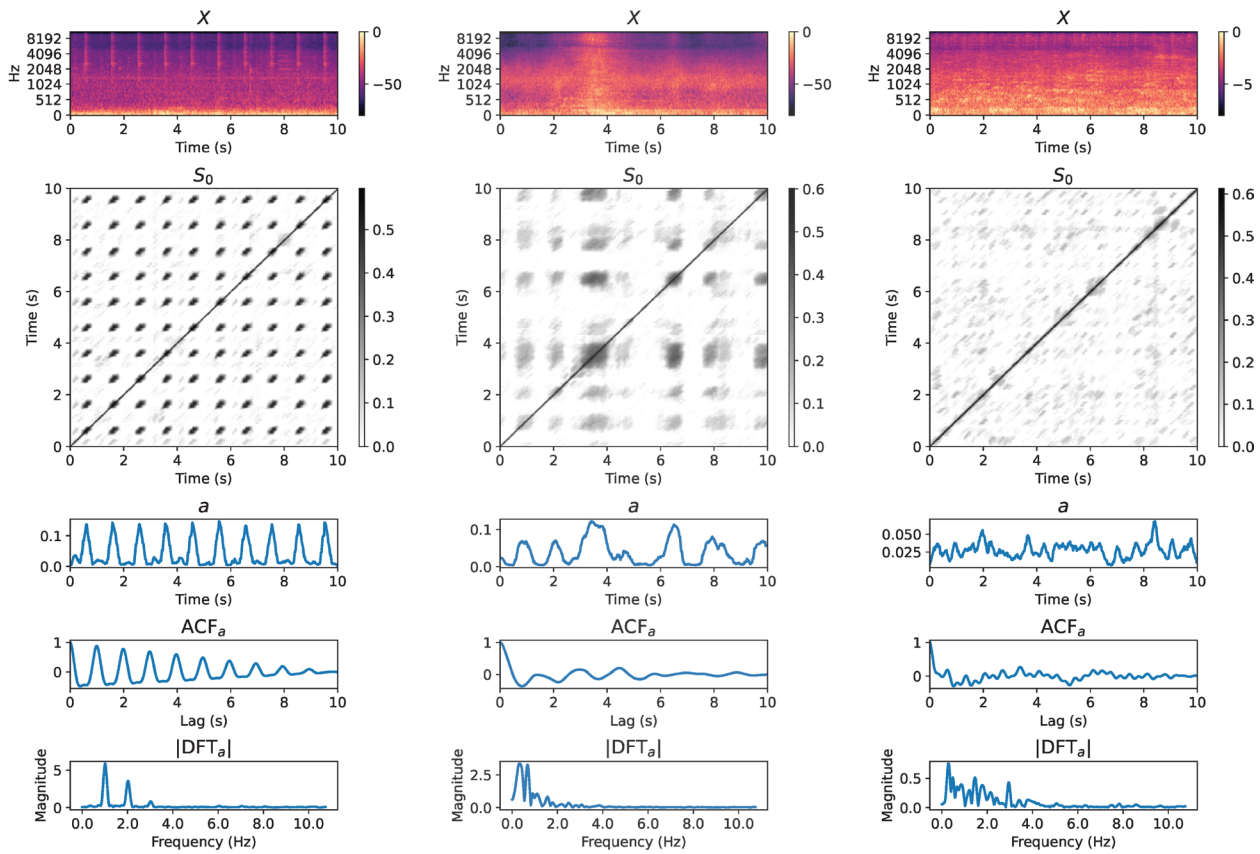 X X X
8192 0 8192 0 8192 0
4096 4096 4096
Hz 2048 Hz 2048 Hz 2048
1024 −50 1024 −50 1024 −5
512 512 512
0 0 0
0 2 4 6 8 10 0 2 4 6 8 10 0 2 4 6 8 10
Time (s) Time (s) Time (s)
S0 S0 S0
10 10 0.6 10 0.6
8 0.5 8 0.5 8 0.5
6 0.4 6 0.4 6 0.4
Time (s) 0.3 Time (s) 0.3 Time (s) 0.3
4 0.2 4 0.2 4 0.2
2 0.1 2 0.1 2 0.1
0 0.0 0 0.0 0 0.0
0 2 4 6 8 10 0 2 4 6 8 10 0 2 4 6 8 10
Time (s) Time (s) Time (s)
a a a
0.1 0.1 0.050
0.0 0.0 0.025
0 2 4 6 8 10 0 2 4 6 8 10 0 2 4 6 8 10
Time (s) Time (s) Time (s)
ACFa ACFa ACFa
1 1 1
0 0 0
0 2 4 6 8 10 0 2 4 6 8 10 0 2 4 6 8 10
Lag (s) Lag (s) Lag (s)
|DFTa| |DFTa| |DFTa|
Magnitude 5 Magnitude 2.5 Magnitude 0.5
0 0.0 0.0
0.0 2.0 4.0 6.0 8.0 10.0 0.0 2.0 4.0 6.0 8.0 10.0 0.0 2.0 4.0 6.0 8.0 10.0
Frequency (Hz) Frequency (Hz) Frequency (Hz)